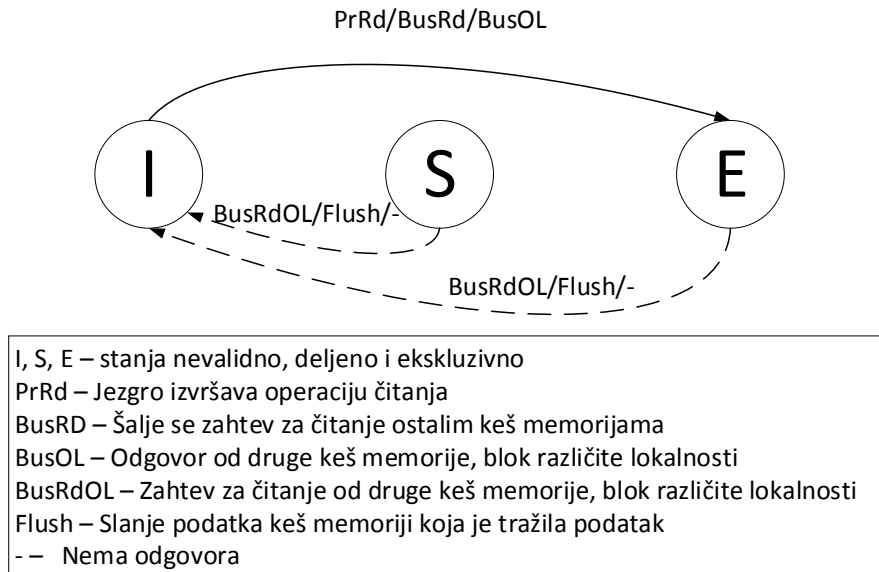 PrRd/BusRd/BusOL
I
S
E
BusRdOL/Flush/-
BusRdOL/Flush/-
I, S, E – stanja nevalidno, deljeno i ekskluzivno
PrRd – Jezgro izvršava operaciju čitanja
BusRD – Šalje se zahtev za čitanje ostalim keš memorijama
BusOL – Odgovor od druge keš memorije, blok različite lokalnosti
BusRdOL – Zahtev za čitanje od druge keš memorije, blok različite lokalnosti
Flush – Slanje podatka keš memoriji koja je tražila podatak
- – Nema odgovora